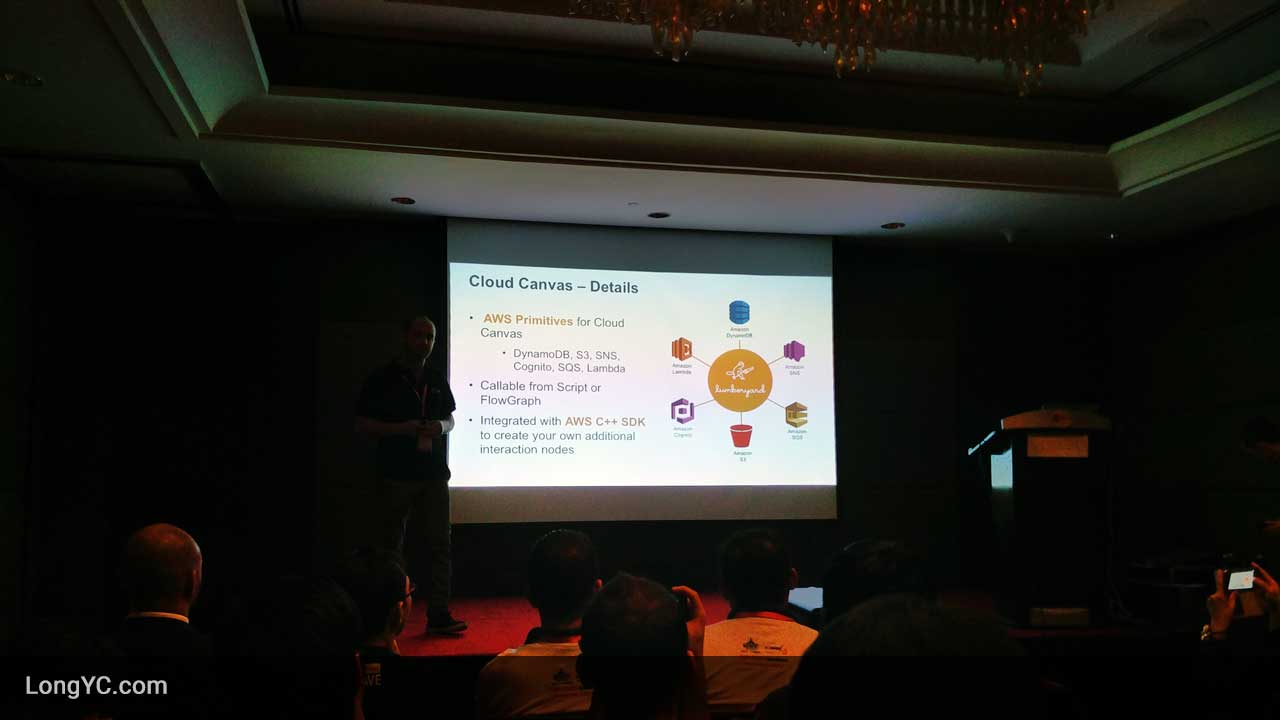 Cloud Canvas – Details
• AWS Primitives for Cloud
Canvas
• DynamoDB, S3, SNS,
Cognito, SQS, Lambda
• Callable from Script or
FlowGraph
• Integrated with AWS C++ SDK
to create your own additional
interaction nodes
Amazon
DynamoDB
Amazon
Lambda
Amazon
SNS
lumberyard
Amazon
Cognito
Amazon
SQS
Amazon
S3
LongYC.com